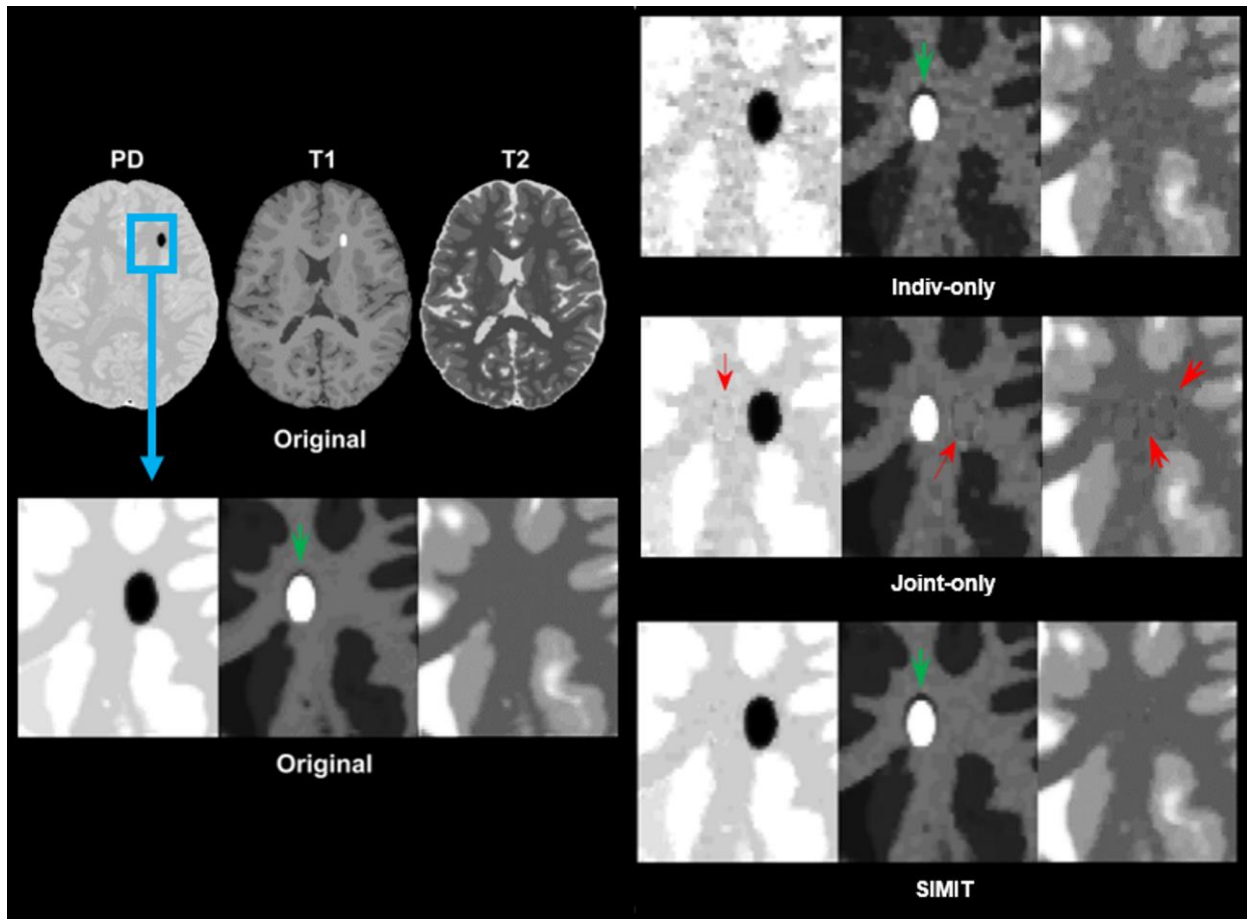 PD T1 T2
Original
Original
Indiv-only
Joint-only
SIMIT